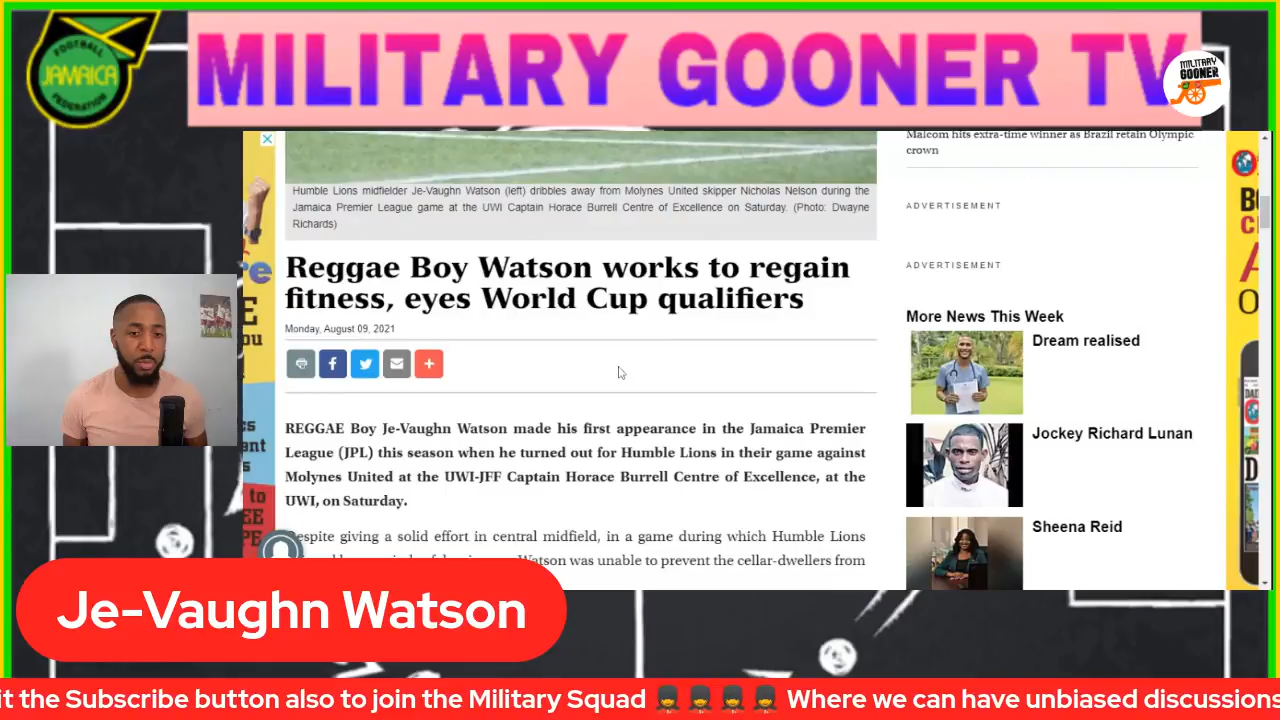 FOOTBALL
JAMAICA
FEDERATION
MILITARY GOONER TV
MILITARY
GOONER
Malcom hits extra-time winner as Brazil retain Olympic
crown
Humble Lions midfielder Je-Vaughn Watson (left) dribbles away from Molynes United skipper Nicholas Nelson during the
Jamaica Premier League game at the UWI Captain Horace Burrell Centre of Excellence on Saturday. (Photo: Dwayne
Richards)
ADVERTISEMENT
ADVERTISEMENT
Reggae Boy Watson works to regain
fitness, eyes World Cup qualifiers
Monday, August 09, 2021
More News This Week
Dream realised
Jockey Richard Lunan
Sheena Reid
REGGAE Boy Je-Vaughn Watson made his first appearance in the Jamaica Premier
League (JPL) this season when he turned out for Humble Lions in their game against
Molynes United at the UWI-JFF Captain Horace Burrell Centre of Excellence, at the
UWI, on Saturday.
espite giving a solid effort in central midfield, in a game during which Humble Lions
Watson was unable to prevent the cellar-dwellers from
Je-Vaughn Watson
it the Subscribe button also to join the Military Squad 💂🏿💂🏿💂🏿💂🏿 Where we can have unbiased discussions